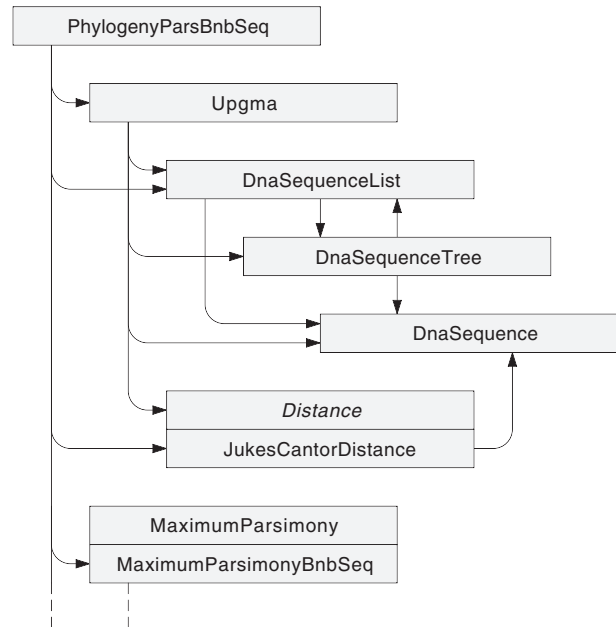 PhylogenyParsBnbSeq
Upgma
DnaSequenceList
DnaSequenceTree
DnaSequence
Distance
JukesCantorDistance
MaximumParsimony
MaximumParsimonyBnbSeq